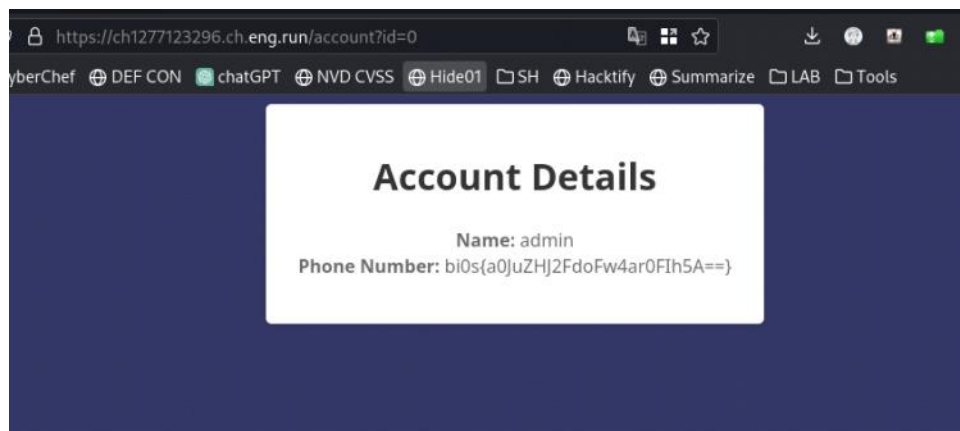 https://ch1277123296.ch.eng.run/account?id=0
yberChef DEF CON chatGPT NVD CVSS Hide01 SH Hacktify Summarize LAB Tools
Account Details
Name: admin
Phone Number: bi0s{a0JuZHJ2FdoFw4ar0FIh5A==}